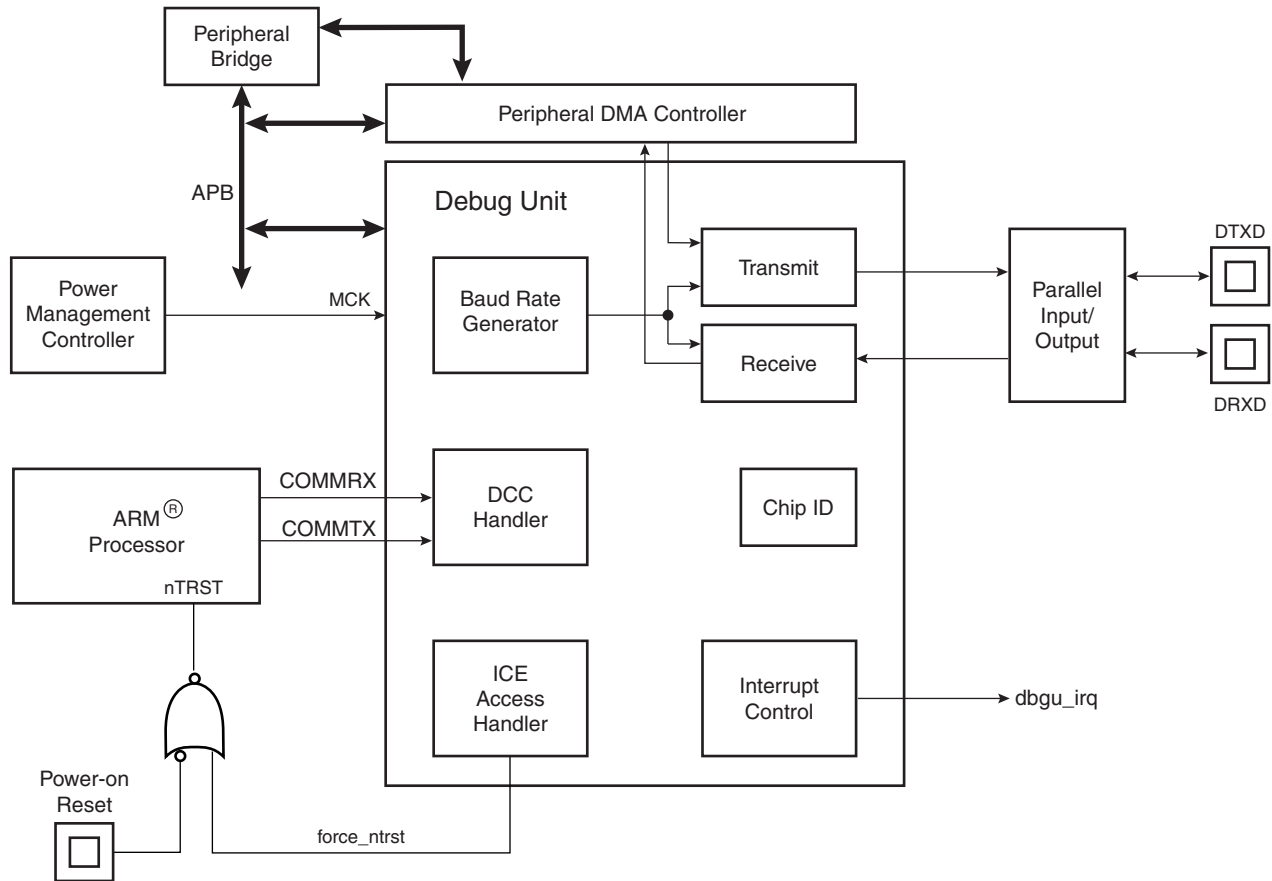 Peripheral
Bridge
Peripheral DMA Controller
APB
Debug Unit
DTXD
Power
Management
Controller
MCK
Baud Rate
Generator
Transmit
Receive
Parallel
Input/
Output
DRXD
COMMRX
COMMTX
ARM®
Processor
nTRST
DCC
Handler
Chip ID
ICE
Access
Handler
Interrupt
Control
dbgu_irq
Power-on
Reset
force_ntrst